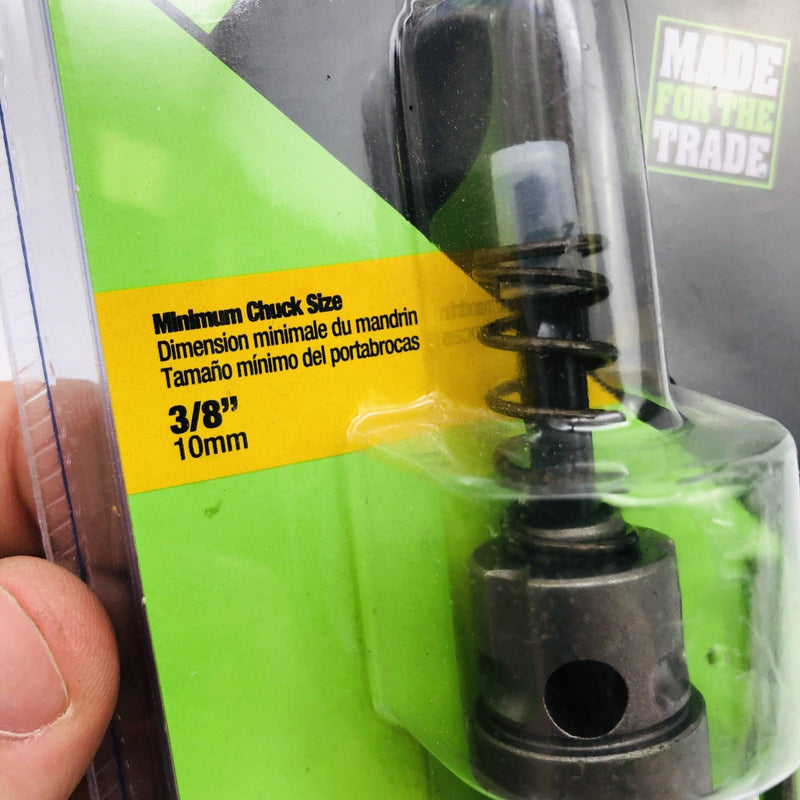 MADE
FOR THE
TRADE
Minimum Chuck Size
Dimension minimale du mandrin
Tamaño mínimo del portabrocas
3/8”
10mm